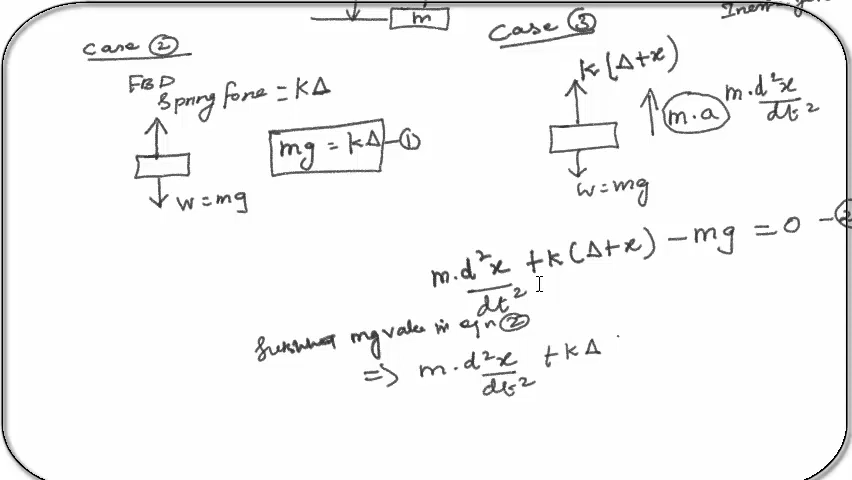 m
Case ②
Case ③
FBD
Spring force = KΔ
mg = KΔ -①
W = mg
k(Δ+x)
m.a
m.d²x/dt²
W = mg
m.d²x/dt² + k(Δ+x) - mg = 0 -②
mg value in eqn ②
=> m.d²x/dt² + KΔ